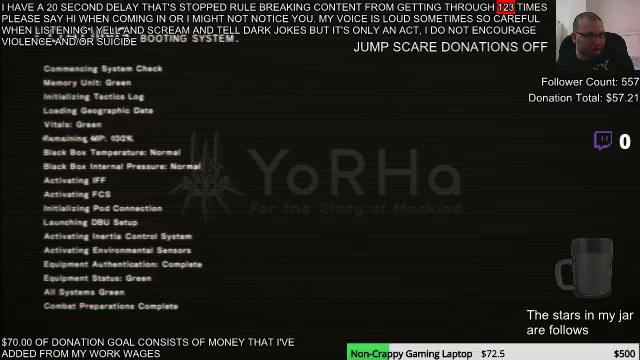 I HAVE A 20 SECOND DELAY THAT'S STOPPED RULE BREAKING CONTENT FROM GETTING THROUGH 123 TIMES
PLEASE SAY HI WHEN COMING IN OR I MIGHT NOT NOTICE YOU. MY VOICE IS LOUD SOMETIMES SO CAREFUL
WHEN LISTENING I YELL AND SCREAM AND TELL DARK JOKES BUT IT'S ONLY AN ACT, I DO NOT ENCOURAGE
VIOLENCE AND/OR SUICIDE
BOOTING SYSTEM.
JUMP SCARE DONATIONS OFF
Commencing System Check
Memory Unit: Green
Initializing Tactics Log
Loading Geographic Data
Vitals: Green
Remaining MP: 100%
Black Box Temperature: Normal
Black Box Internal Pressure: Normal
Activating IFF
Activating FCS
Initializing Pod Connection
Launching DBU Setup
Activating Inertia Control System
Activating Environmental Sensors
Equipment Authentication: Complete
Equipment Status: Green
All Systems Green
Combat Preparations Complete
YoRHa
For the Glory of Mankind
Follower Count: 557
Donation Total: $57.21
0
The stars in my jar
are follows
$70.00 OF DONATION GOAL CONSISTS OF MONEY THAT I'VE
ADDED FROM MY WORK WAGES
Non-Crappy Gaming Laptop $72.5 $500